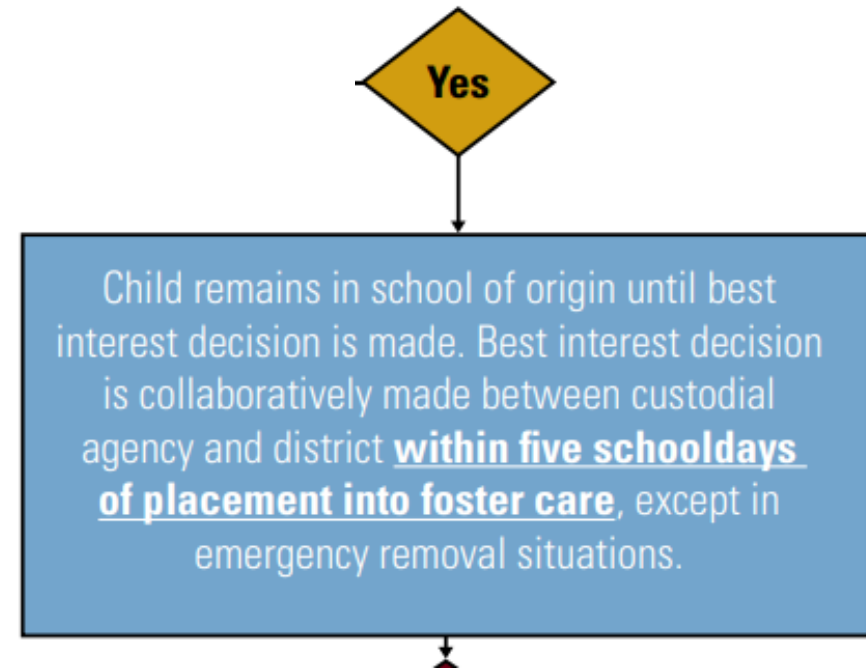 Yes
Child remains in school of origin until best
interest decision is made. Best interest decision
is collaboratively made between custodial
agency and district within five schooldays
of placement into foster care, except in
emergency removal situations.